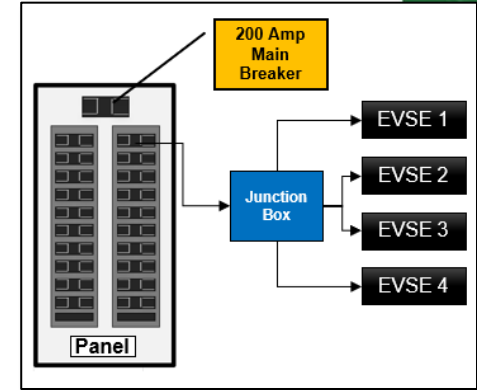 200 Amp
Main
Breaker
EVSE 1
EVSE 2
Junction
Box
EVSE 3
EVSE 4
Panel